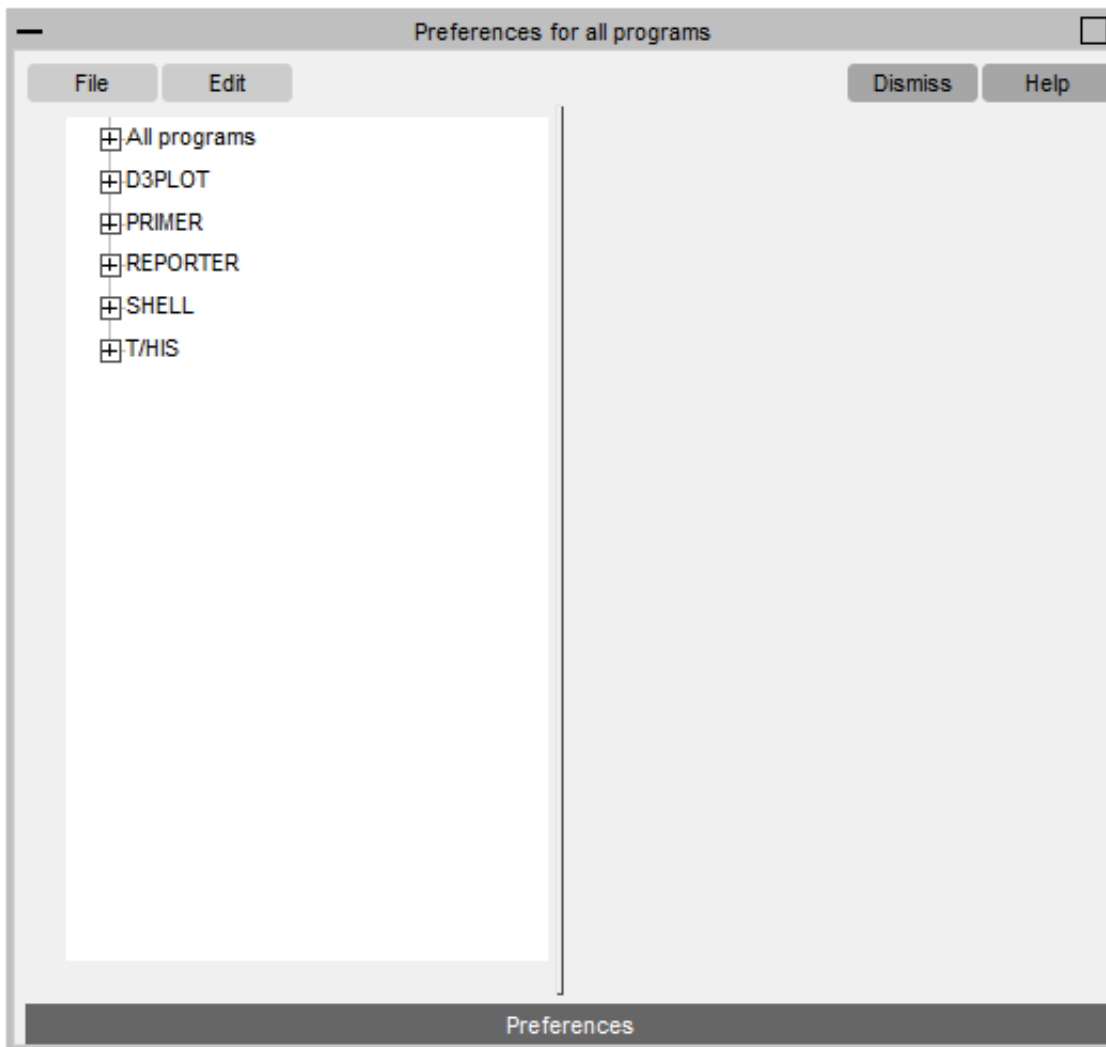 Preferences for all programs
File Edit Dismiss Help
All programs
D3PLOT
PRIMER
REPORTER
SHELL
T/HIS
Preferences